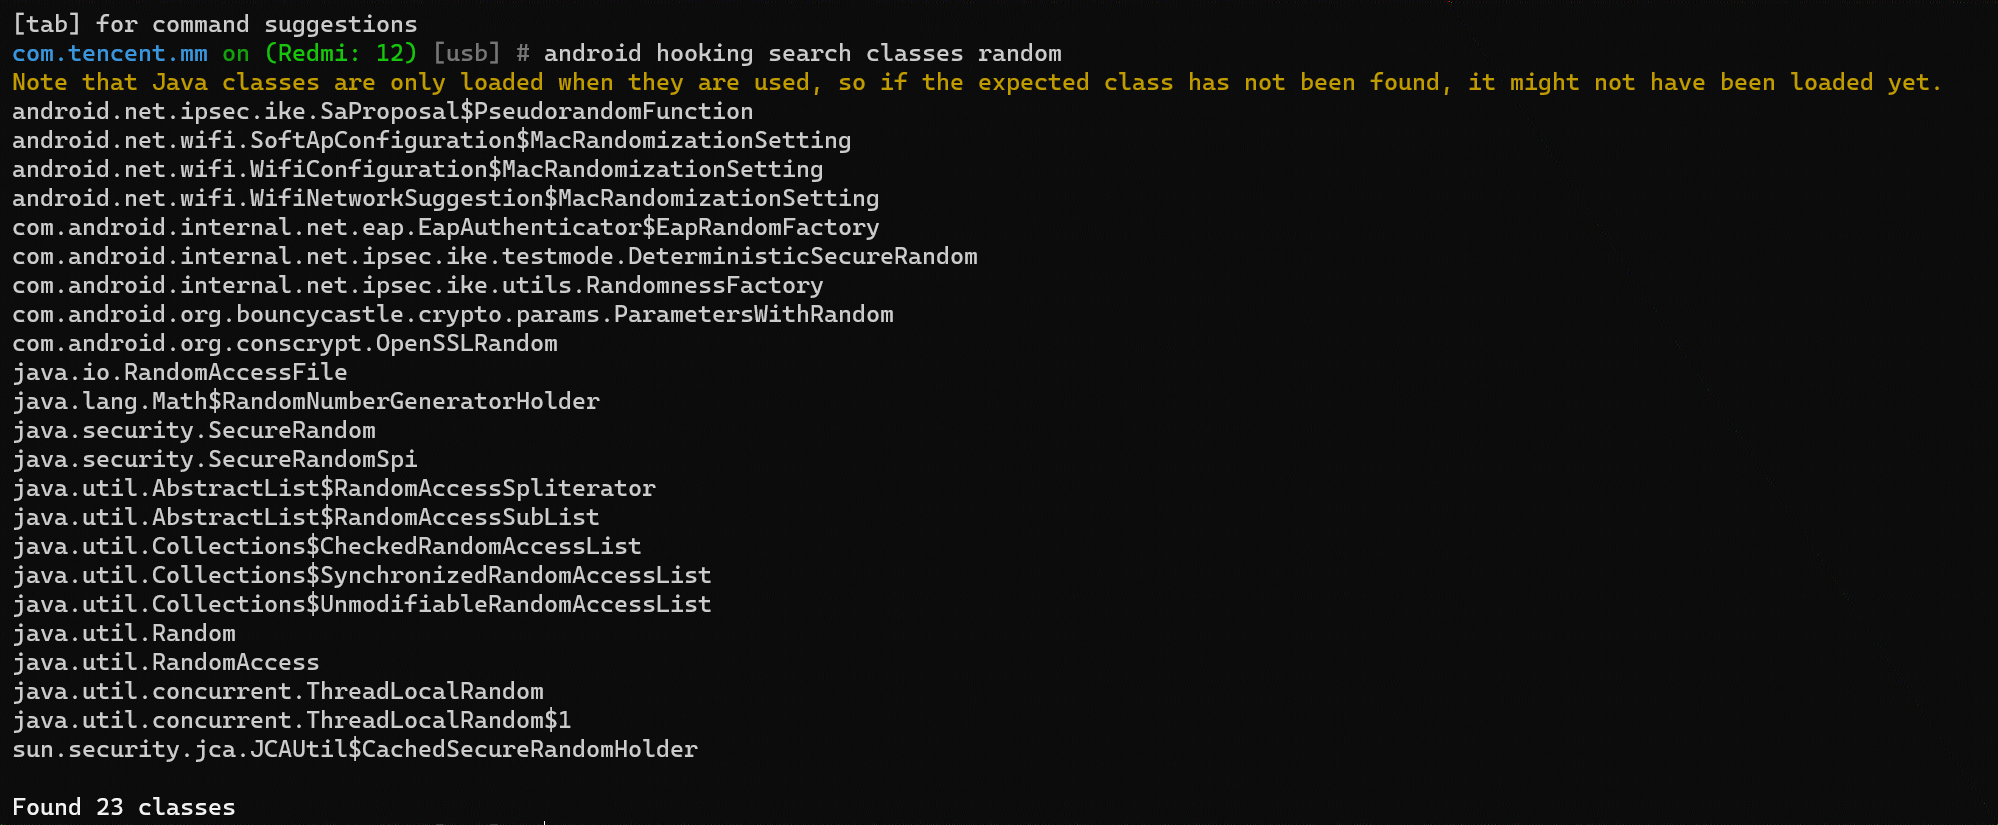 [tab] for command suggestions
com.tencent.mm on (Redmi: 12) [usb] # android hooking search classes random
Note that Java classes are only loaded when they are used, so if the expected class has not been found, it might not have been loaded yet.
android.net.ipsec.ike.SaProposal$PseudorandomFunction
android.net.wifi.SoftApConfiguration$MacRandomizationSetting
android.net.wifi.WifiConfiguration$MacRandomizationSetting
android.net.wifi.WifiNetworkSuggestion$MacRandomizationSetting
com.android.internal.net.eap.EapAuthenticator$EapRandomFactory
com.android.internal.net.ipsec.ike.testmode.DeterministicSecureRandom
com.android.internal.net.ipsec.ike.utils.RandomnessFactory
com.android.org.bouncycastle.crypto.params.ParametersWithRandom
com.android.org.conscrypt.OpenSSLRandom
java.io.RandomAccessFile
java.lang.Math$RandomNumberGeneratorHolder
java.security.SecureRandom
java.security.SecureRandomSpi
java.util.AbstractList$RandomAccessSpliterator
java.util.AbstractList$RandomAccessSubList
java.util.Collections$CheckedRandomAccessList
java.util.Collections$SynchronizedRandomAccessList
java.util.Collections$UnmodifiableRandomAccessList
java.util.Random
java.util.RandomAccess
java.util.concurrent.ThreadLocalRandom
java.util.concurrent.ThreadLocalRandom$1
sun.security.jca.JCAUtil$CachedSecureRandomHolder
Found 23 classes